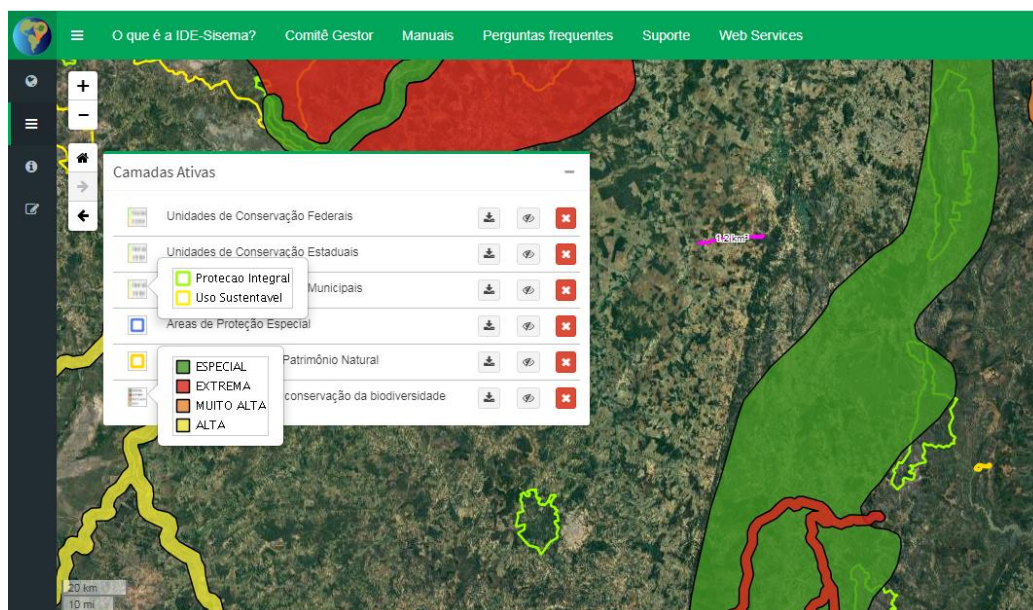 O que é a IDE-Sisema? Comitê Gestor Manuais Perguntas frequentes Suporte Web Services
Camadas Ativas
Unidades de Conservação Federais
Unidades de Conservação Estaduais
Protecao Integral
Uso Sustentavel
Municipais
Áreas de Proteção Especial
Patrimônio Natural
ESPECIAL
EXTREMA
MUITO ALTA
ALTA
conservação da biodiversidade
20 km
10 mi